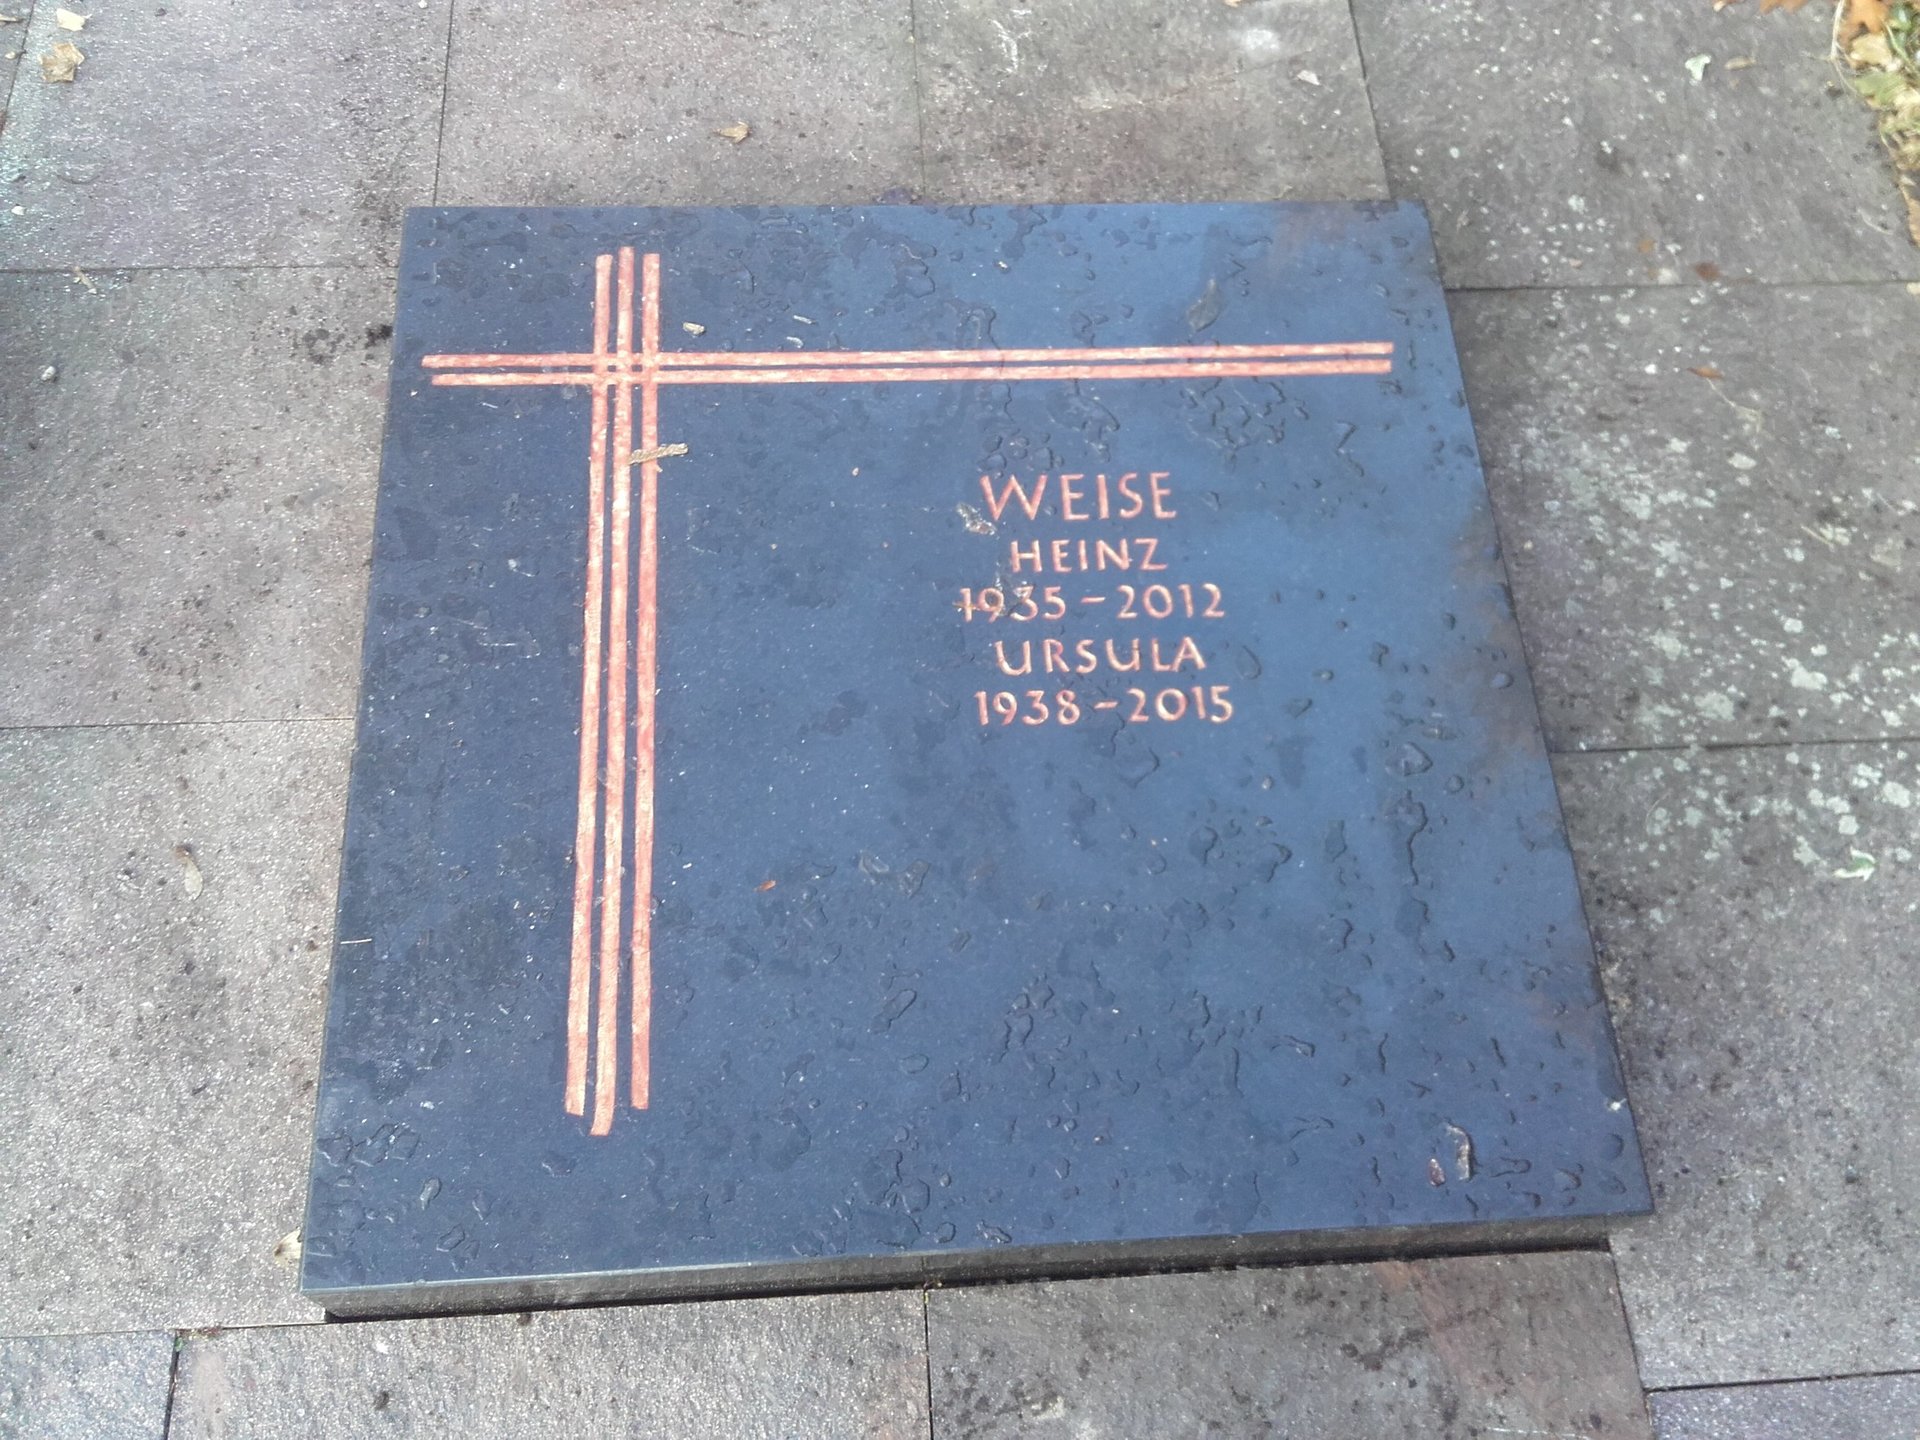 WEISE
HEINZ
1935 – 2012
URSULA
1938 – 2015